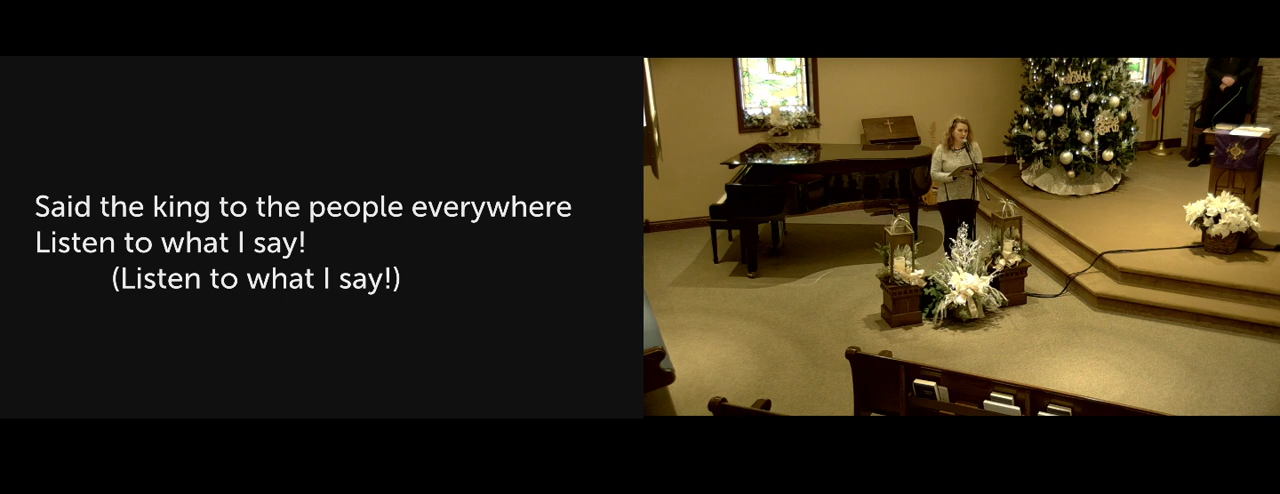 Said the king to the people everywhere
Listen to what I say!
(Listen to what I say!)